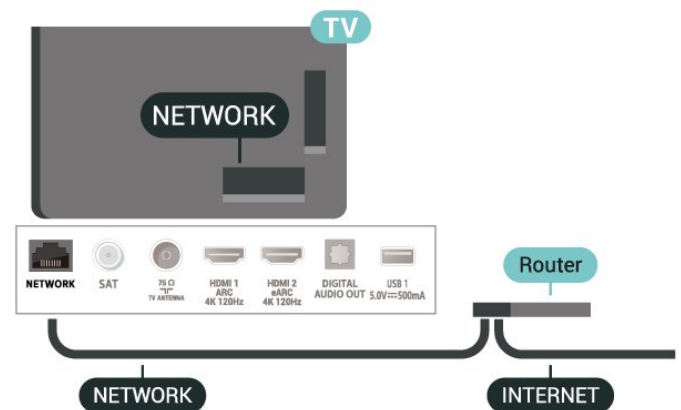 TV
NETWORK
NETWORK
SAT
75 Ω
TV ANTENNA
HDMI 1
ARC
4K 120Hz
HDMI 2
eARC
4K 120Hz
DIGITAL
AUDIO OUT
USB 1
5.0V⎓500mA
Router
NETWORK
INTERNET